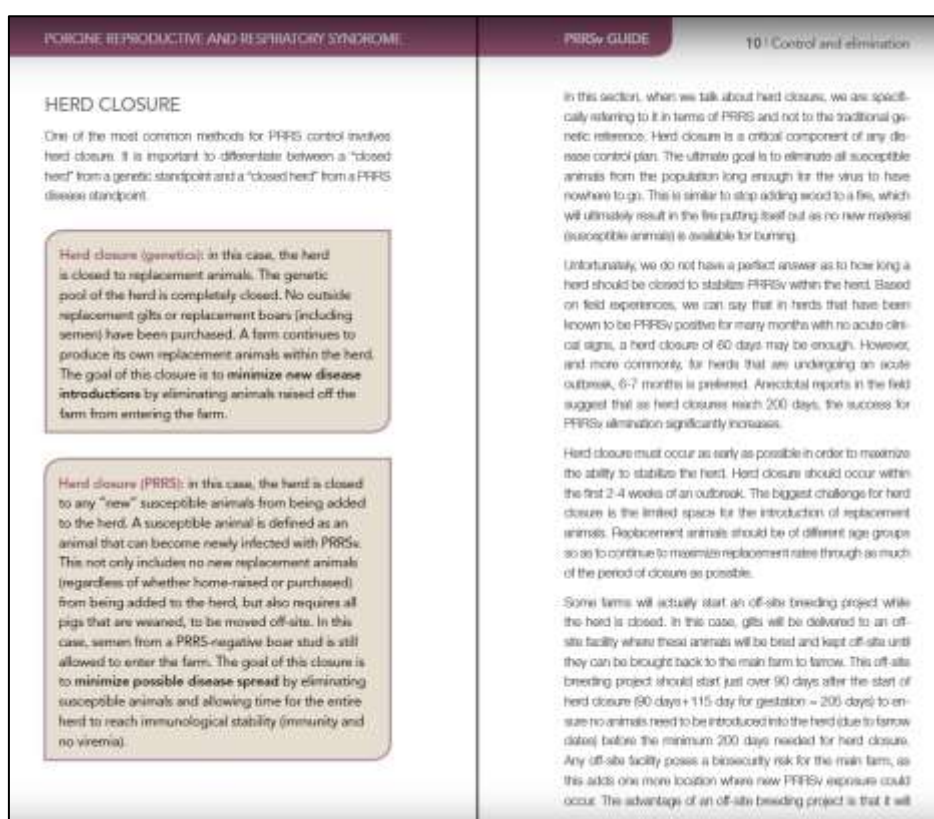 PORCINE REPRODUCTIVE AND RESPIRATORY SYNDROME
HERD CLOSURE
One of the most common methods for PRRS control involves
herd closure. It is important to differentiate between a "closed
herd" from a genetic standpoint and a "closed herd" from a PRRS
disease standpoint.
Herd closure (genetics): in this case, the herd
is closed to replacement animals. The genetic
pool of the herd is completely closed. No outside
replacement gilts or replacement boars (including
semen) have been purchased. A farm continues to
produce its own replacement animals within the herd.
The goal of this closure is to minimize new disease
introductions by eliminating animals raised off the
farm from entering the farm.
Herd closure (PRRS): in this case, the herd is closed
to any "new" susceptible animals from being added
to the herd. A susceptible animal is defined as an
animal that can become newly infected with PRRSv.
This not only includes no new replacement animals
(regardless of whether home-raised or purchased)
from being added to the herd, but also requires all
pigs that are weaned, to be moved off-site. In this
case, semen from a PRRS-negative boar stud is still
allowed to enter the farm. The goal of this closure is
to minimize possible disease spread by eliminating
susceptible animals and allowing time for the entire
herd to reach immunological stability (immunity and
no viremia).
PRRSv GUIDE
10 | Control and elimination
In this section, when we talk about herd closure, we are specifi-
cally referring to it in terms of PRRS and not to the traditional ge-
netic reference. Herd closure is a critical component of any dis-
ease control plan. The ultimate goal is to eliminate all susceptible
animals from the population long enough for the virus to have
nowhere to go. This is similar to stop adding wood to a fire, which
will ultimately result in the fire putting itself out as no new material
(susceptible animals) is available for burning.
Unfortunately, we do not have a perfect answer as to how long a
herd should be closed to stabilize PRRSv within the herd. Based
on field experiences, we can say that in herds that have been
known to be PRRSv positive for many months with no acute clini-
cal signs, a herd closure of 60 days may be enough. However,
and more commonly, for herds that are undergoing an acute
outbreak, 6-7 months is preferred. Anecdotal reports in the field
suggest that as herd closures reach 200 days, the success for
PRRSv elimination significantly increases.
Herd closure must occur as early as possible in order to maximize
the ability to stabilize the herd. Herd closure should occur within
the first 2-4 weeks of an outbreak. The biggest challenge for herd
closure is the limited space for the introduction of replacement
animals. Replacement animals should be of different age groups
so as to continue to maximize replacement rates through as much
of the period of closure as possible.
Some farms will actually start an off-site breeding project while
the herd is closed. In this case, gilts will be delivered to an off-
site facility where these animals will be bred and kept off-site until
they can be brought back to the main farm to farrow. This off-site
breeding project should start just over 90 days after the start of
herd closure (90 days+115 day for gestation = 205 days) to en-
sure no animals need to be introduced into the herd (due to farrow
dates) before the minimum 200 days needed for herd closure.
Any off-site facility poses a biosecurity risk for the main farm, as
this adds one more location where new PRRSv exposure could
occur. The advantage of an off-site breeding project is that it will